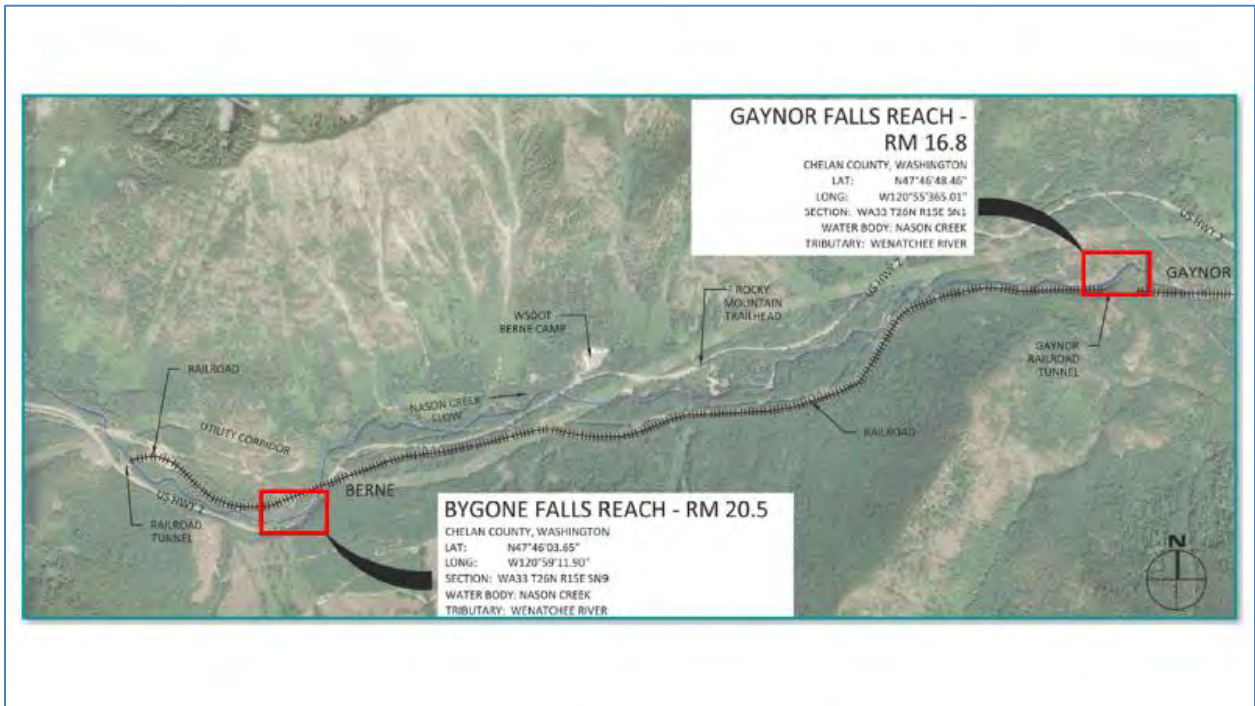 GAYNOR FALLS REACH -
RM 16.8
CHELAN COUNTY, WASHINGTON
LAT: N47°46'48.46"
LONG: W120°55'365.01"
SECTION: WA33 T26N R15E SN1
WATER BODY: NASON CREEK
TRIBUTARY: WENATCHEE RIVER
US HWY 2
GAYNOR
US HWY 2
ROCKY
MOUNTAIN
TRAILHEAD
WSDOT
BERNE CAMP
GAYNOR
RAILROAD
TUNNEL
RAILROAD
NASON CREEK
FLOW
UTILITY CORRIDOR
RAILROAD
BERNE
US HWY 2
RAILROAD
TUNNEL
BYGONE FALLS REACH - RM 20.5
CHELAN COUNTY, WASHINGTON
LAT: N47°46'03.65"
LONG: W120°59'11.90"
SECTION: WA33 T26N R15E SN9
WATER BODY: NASON CREEK
TRIBUTARY: WENATCHEE RIVER
N